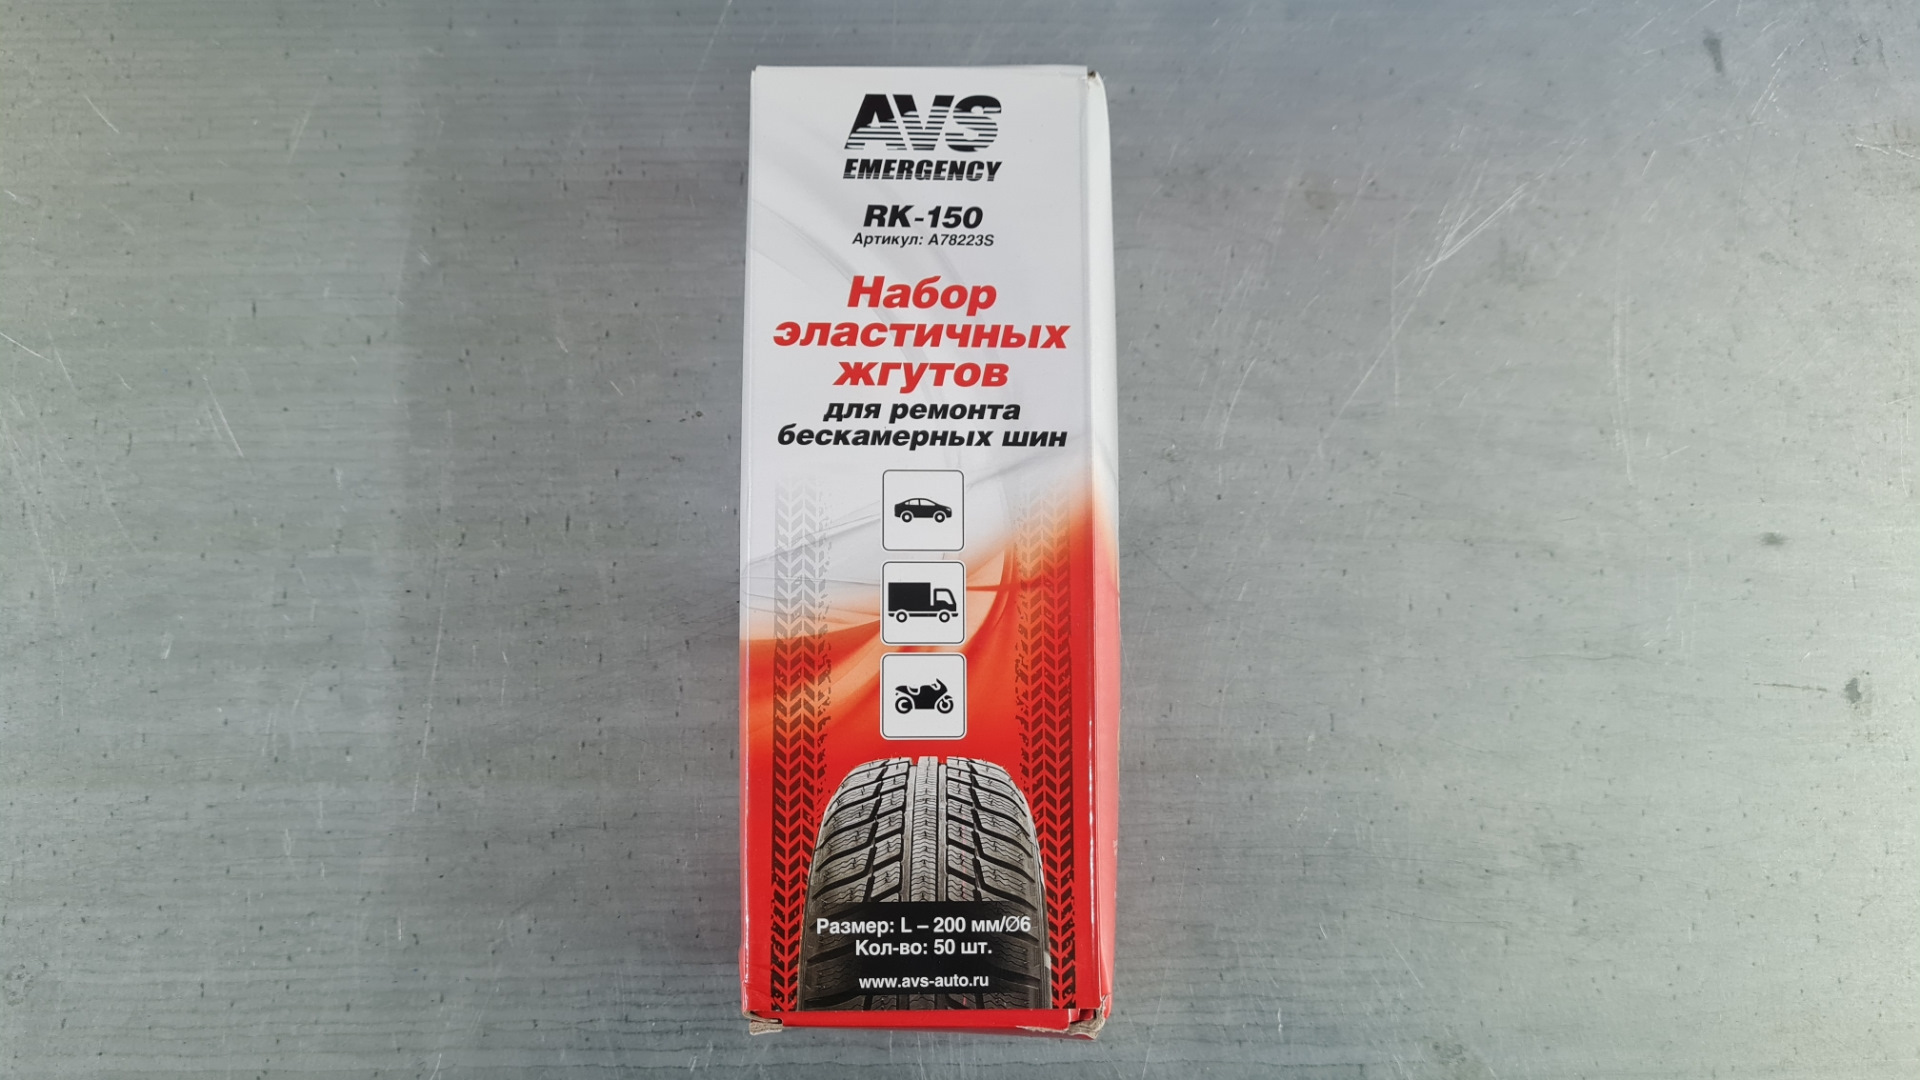 AVS
EMERGENCY
RK-150
Артикул: A78223S
Набор
эластичных
жгутов
для ремонта
бескамерных шин
Размер: L – 200 мм/Ø6
Кол-во: 50 шт.
www.avs-auto.ru